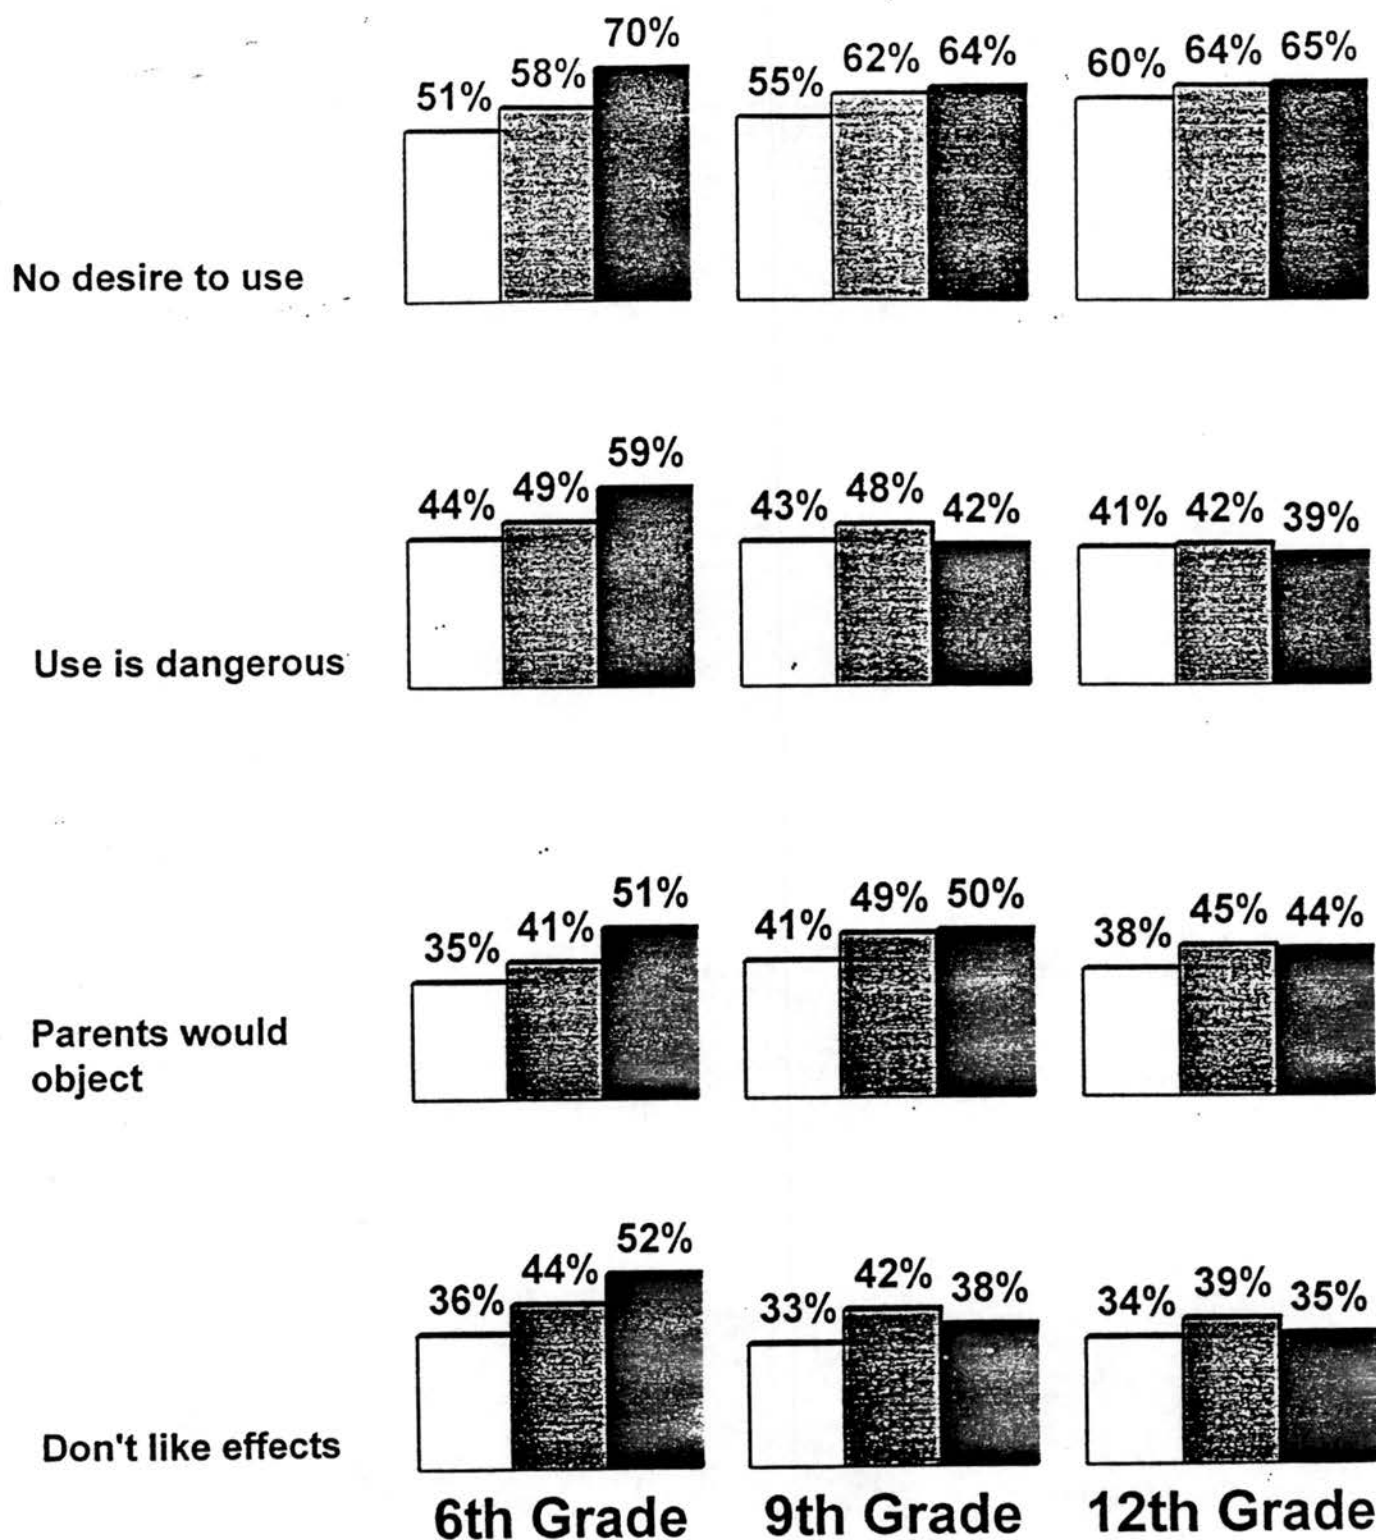 70%
51% 58%
55% 62% 64%
60% 64% 65%
No desire to use
44% 49% 59%
43% 48% 42%
41% 42% 39%
Use is dangerous
35% 41% 51%
41% 49% 50%
38% 45% 44%
Parents would
object
36% 44% 52%
33% 42% 38%
34% 39% 35%
Don't like effects
6th Grade 9th Grade 12th Grade